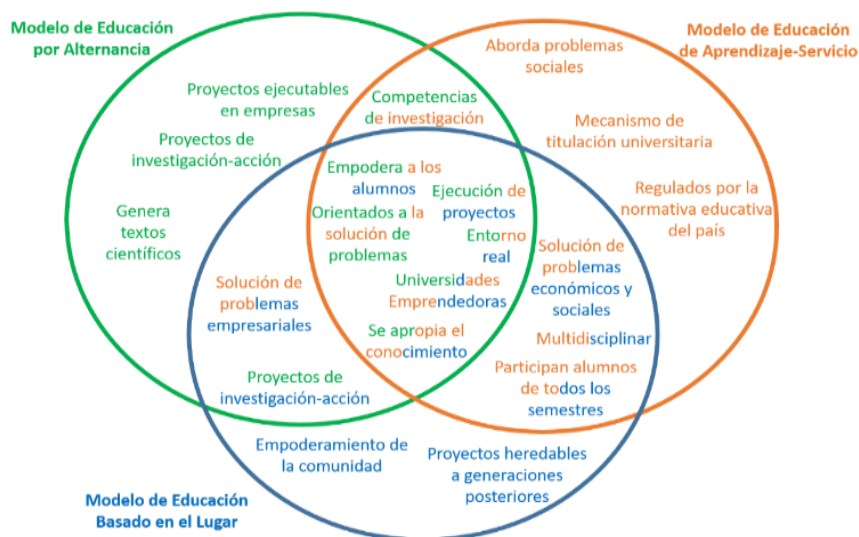 Modelo de Educación
por Alternancia
Modelo de Educación
de Aprendizaje-Servicio
Aborda problemas
sociales
Proyectos ejecutables
en empresas
Competencias
de investigación
Mecanismo de
titulación universitaria
Proyectos de
investigación-acción
Empodera a los
alumnos
Ejecución de
proyectos
Regulados por la
normativa educativa
del país
Genera
textos
científicos
Orientados a la
solución de
problemas
Entorno
real
Solución de
problemas
económicos y
sociales
Solución de
problemas
empresariales
Universidades
Emprendedoras
Se apropia el
conocimiento
Multidisciplinar
Participan alumnos
de todos los
semestres
Proyectos de
investigación-acción
Empoderamiento de
la comunidad
Proyectos heredables
a generaciones
posteriores
Modelo de Educación
Basado en el Lugar